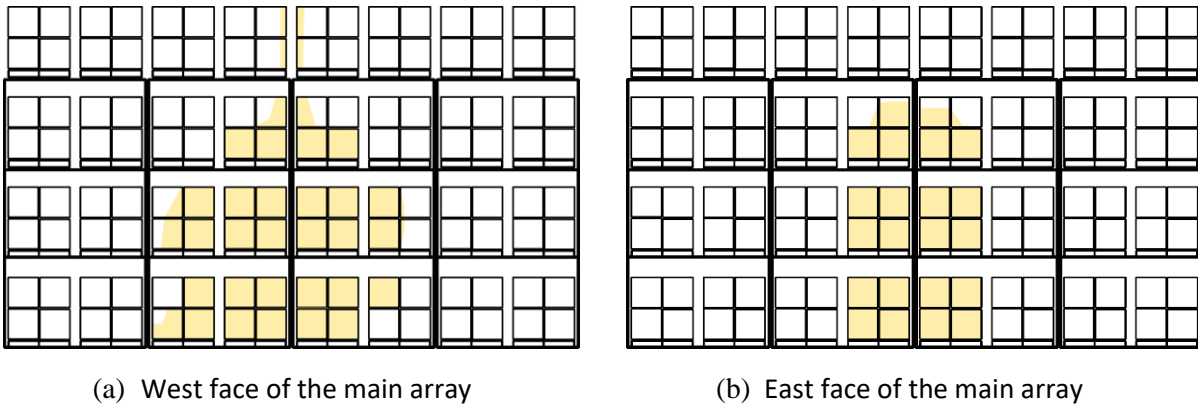 (a) West face of the main array
(b) East face of the main array